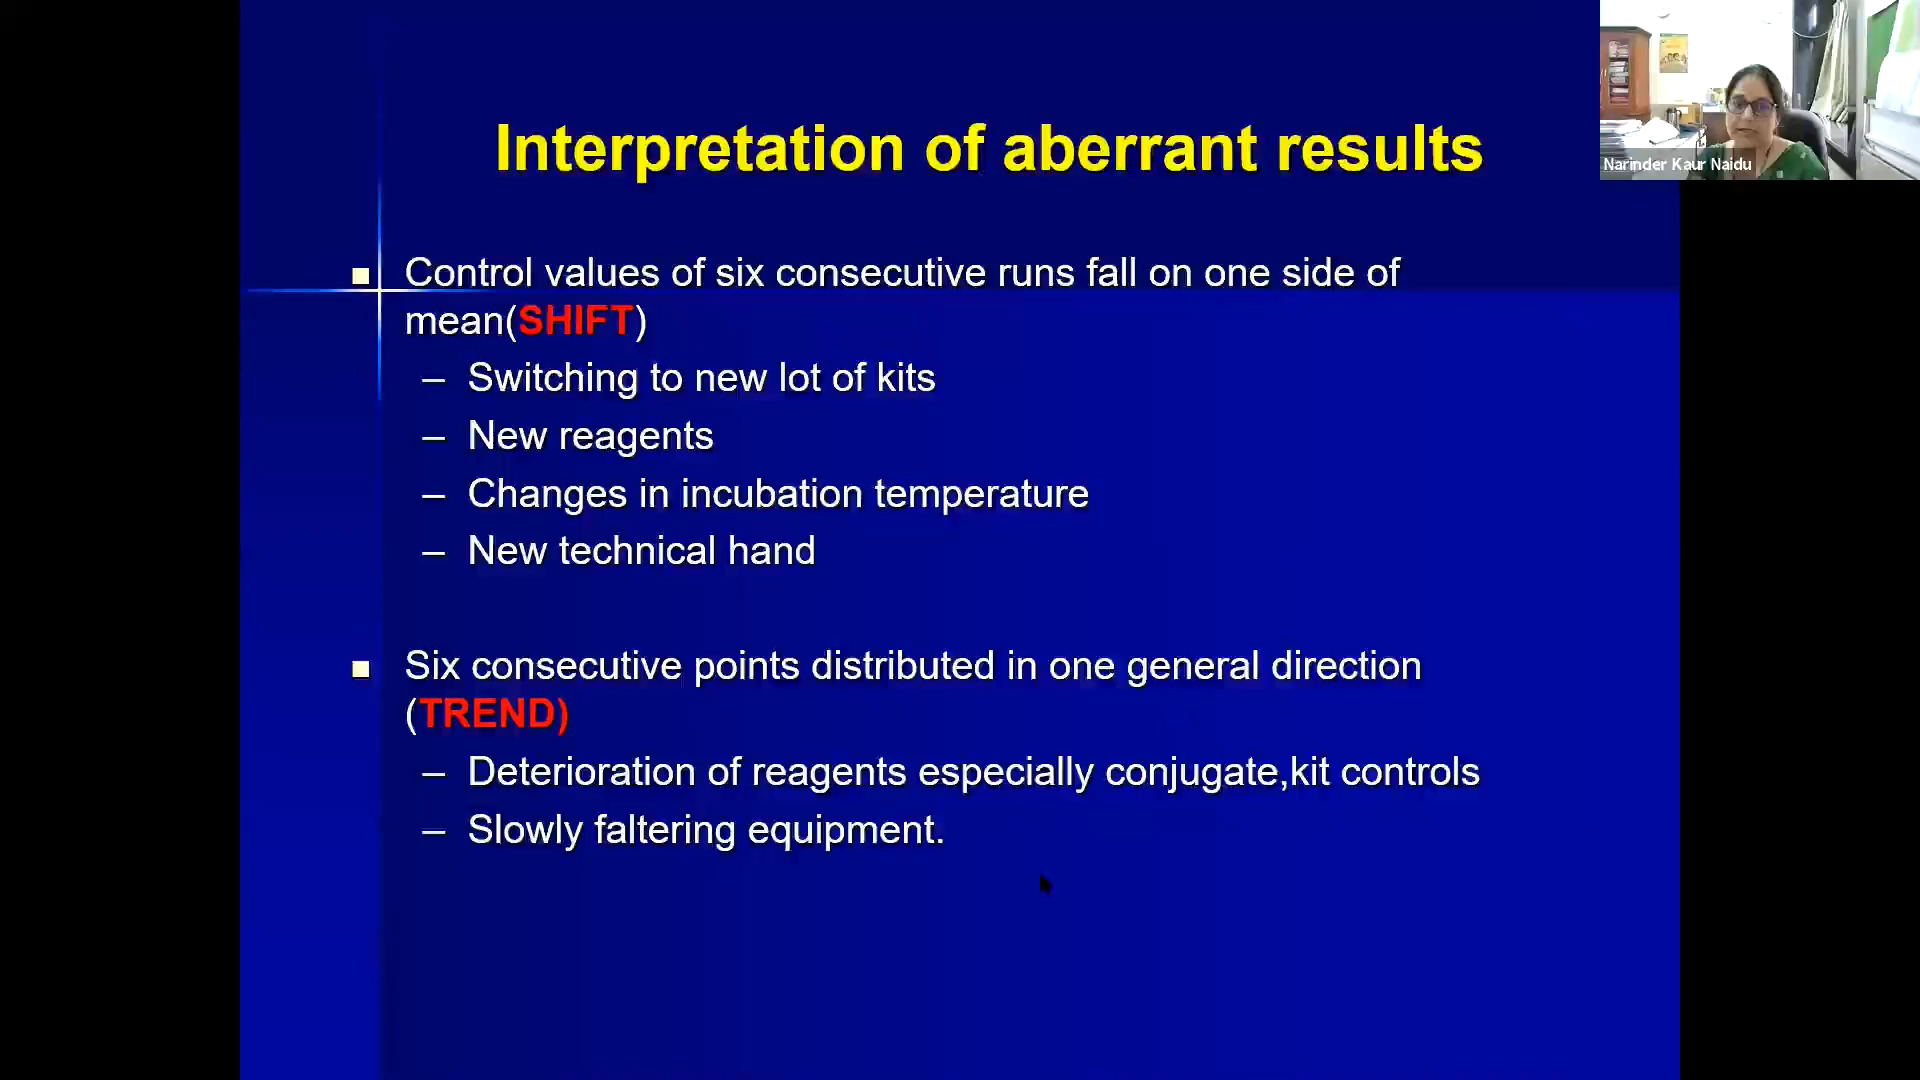 Interpretation of aberrant results
Narinder Kaur Naidu
Control values of six consecutive runs fall on one side of
mean(SHIFT)
– Switching to new lot of kits
– New reagents
– Changes in incubation temperature
– New technical hand
Six consecutive points distributed in one general direction
(TREND)
– Deterioration of reagents especially conjugate,kit controls
– Slowly faltering equipment.